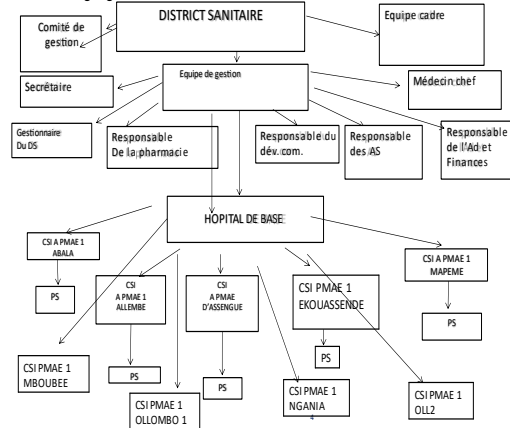 DISTRICT SANITAIRE
Comité de
gestion
Equipe cadre
Equipe de gestion
Secrétaire
Médecin chef
Gestionnaire
Du DS
Responsable
De la pharmacie
Responsable du
dév.com.
Responsable
des AS
Responsable
de l'Ad et
Finances
HOPITAL DE BASE
CSI A PMAE 1
ABALA
CSI A PMAE 1
MAPEME
PS
CSI
A PMAE 1
ALLEMBE
CSI
A PMAE
D'ASSENGUE
CSI PMAE 1
EKOUASSENDE
PS
PS
CSI PMAE 1
MBOUBEE
PS
PS
CSI PMAE 1
OLLOMBO 1
CSI PMAE 1
NGANIA
4
CSI PMAE 1
OLL2